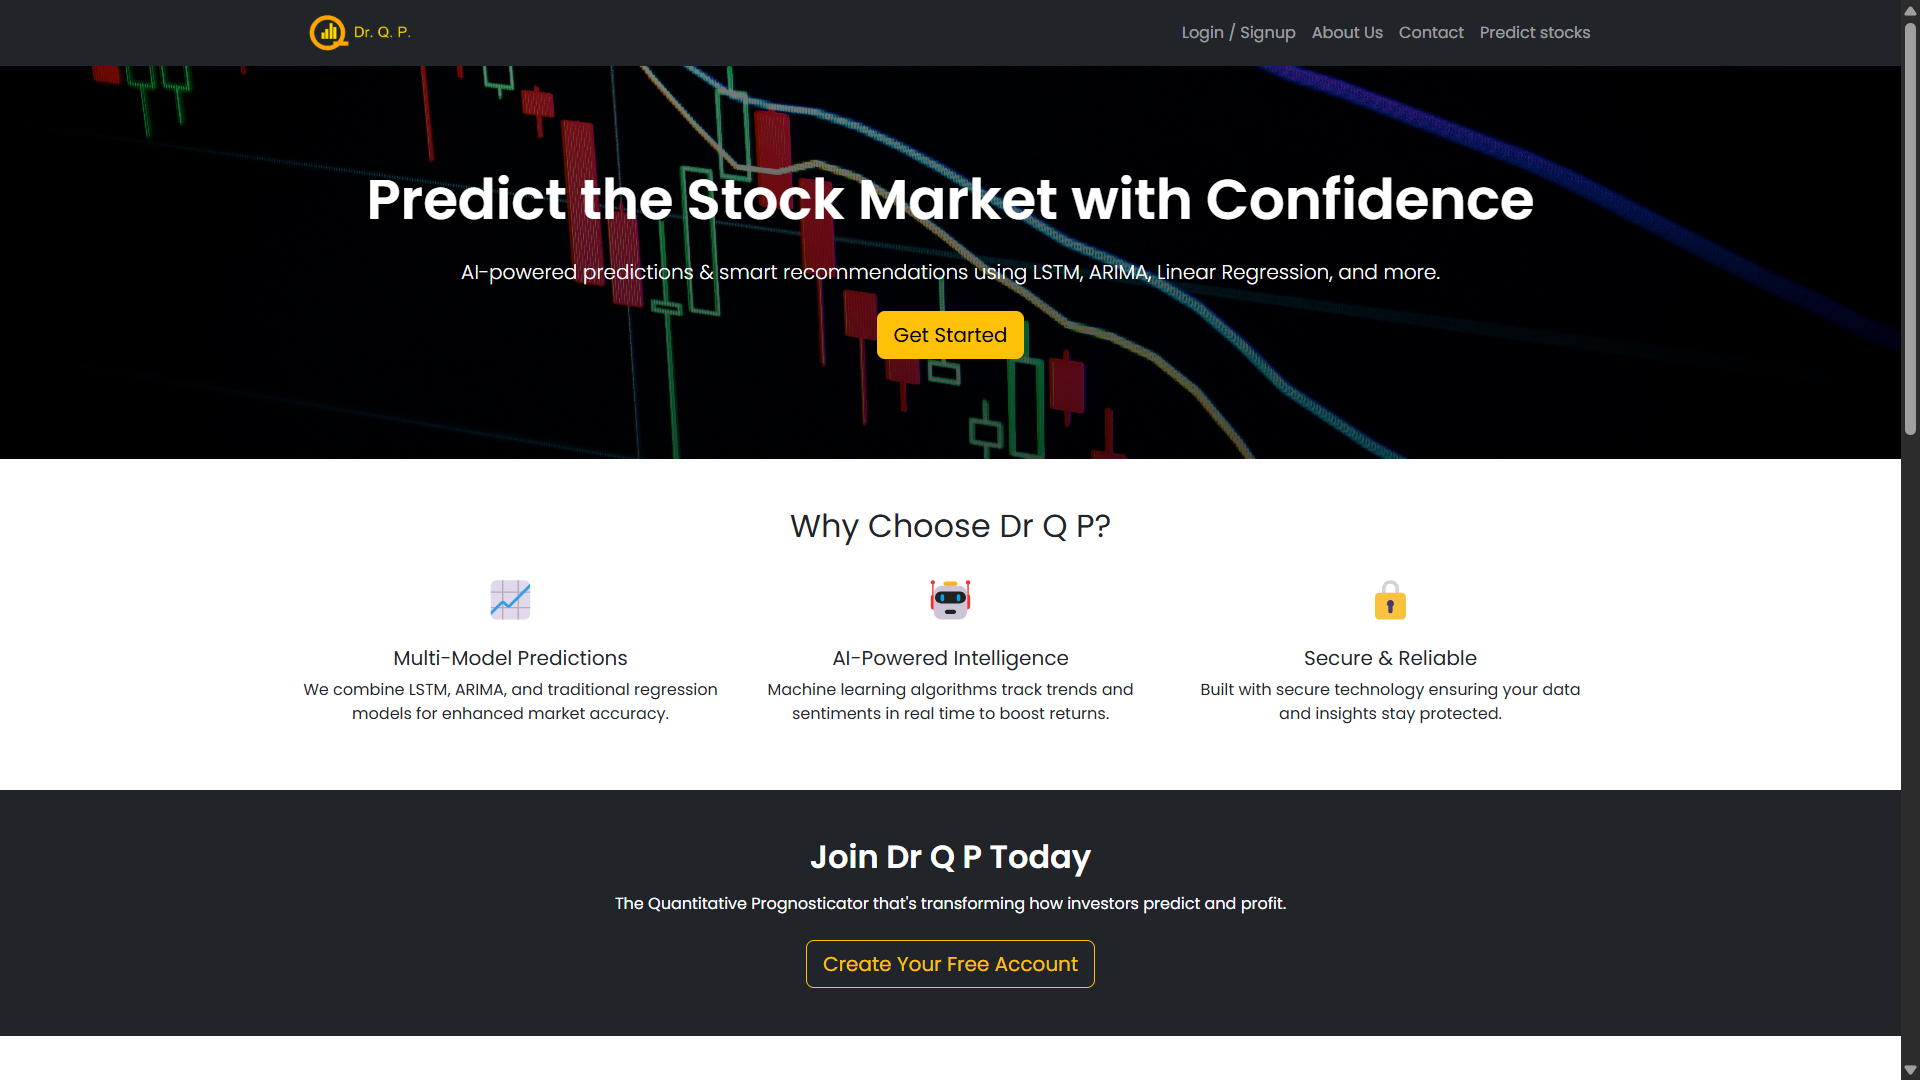 Dr. Q. P.
Login / Signup About Us Contact Predict stocks
Predict the Stock Market with Confidence
AI-powered predictions & smart recommendations using LSTM, ARIMA, Linear Regression, and more.
Get Started
Why Choose Dr Q P?
Multi-Model Predictions
We combine LSTM, ARIMA, and traditional regression
models for enhanced market accuracy.
AI-Powered Intelligence
Machine learning algorithms track trends and
sentiments in real time to boost returns.
Secure & Reliable
Built with secure technology ensuring your data
and insights stay protected.
Join Dr Q P Today
The Quantitative Prognosticator that's transforming how investors predict and profit.
Create Your Free Account